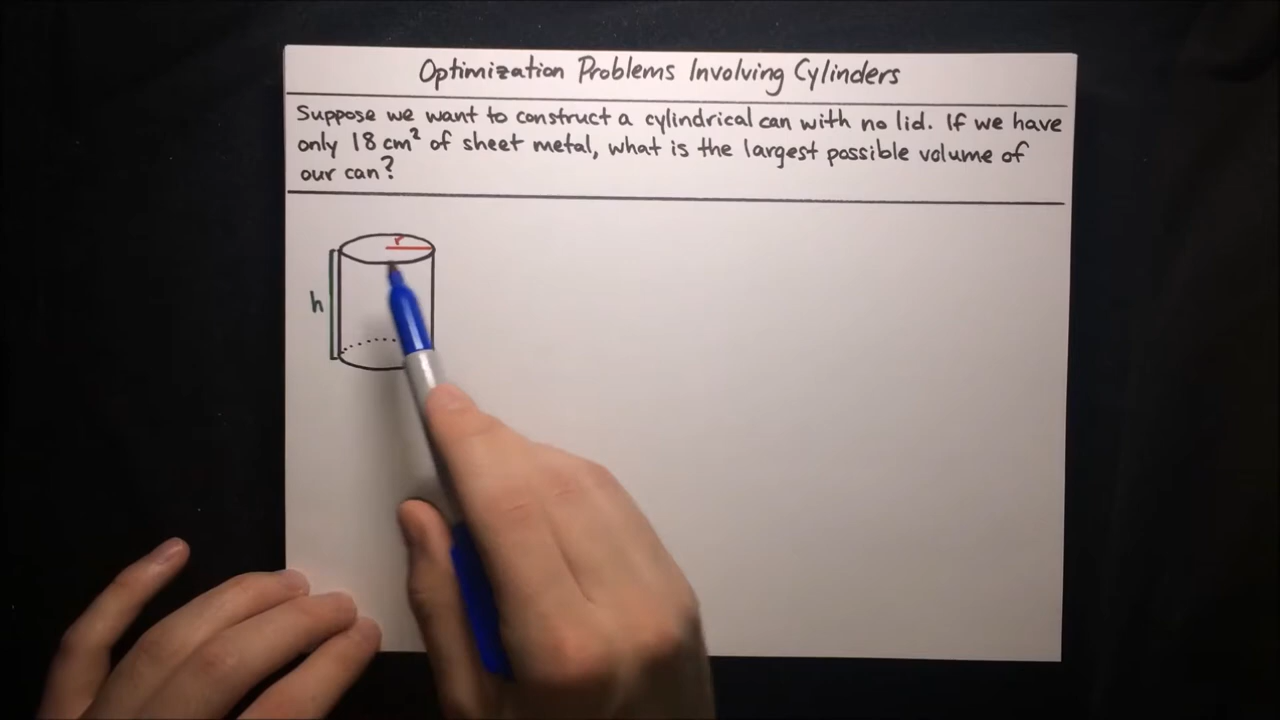 Optimization Problems Involving Cylinders
Suppose we want to construct a cylindrical can with no lid. If we have
only 18 cm² of sheet metal, what is the largest possible volume of
our can?
r
h